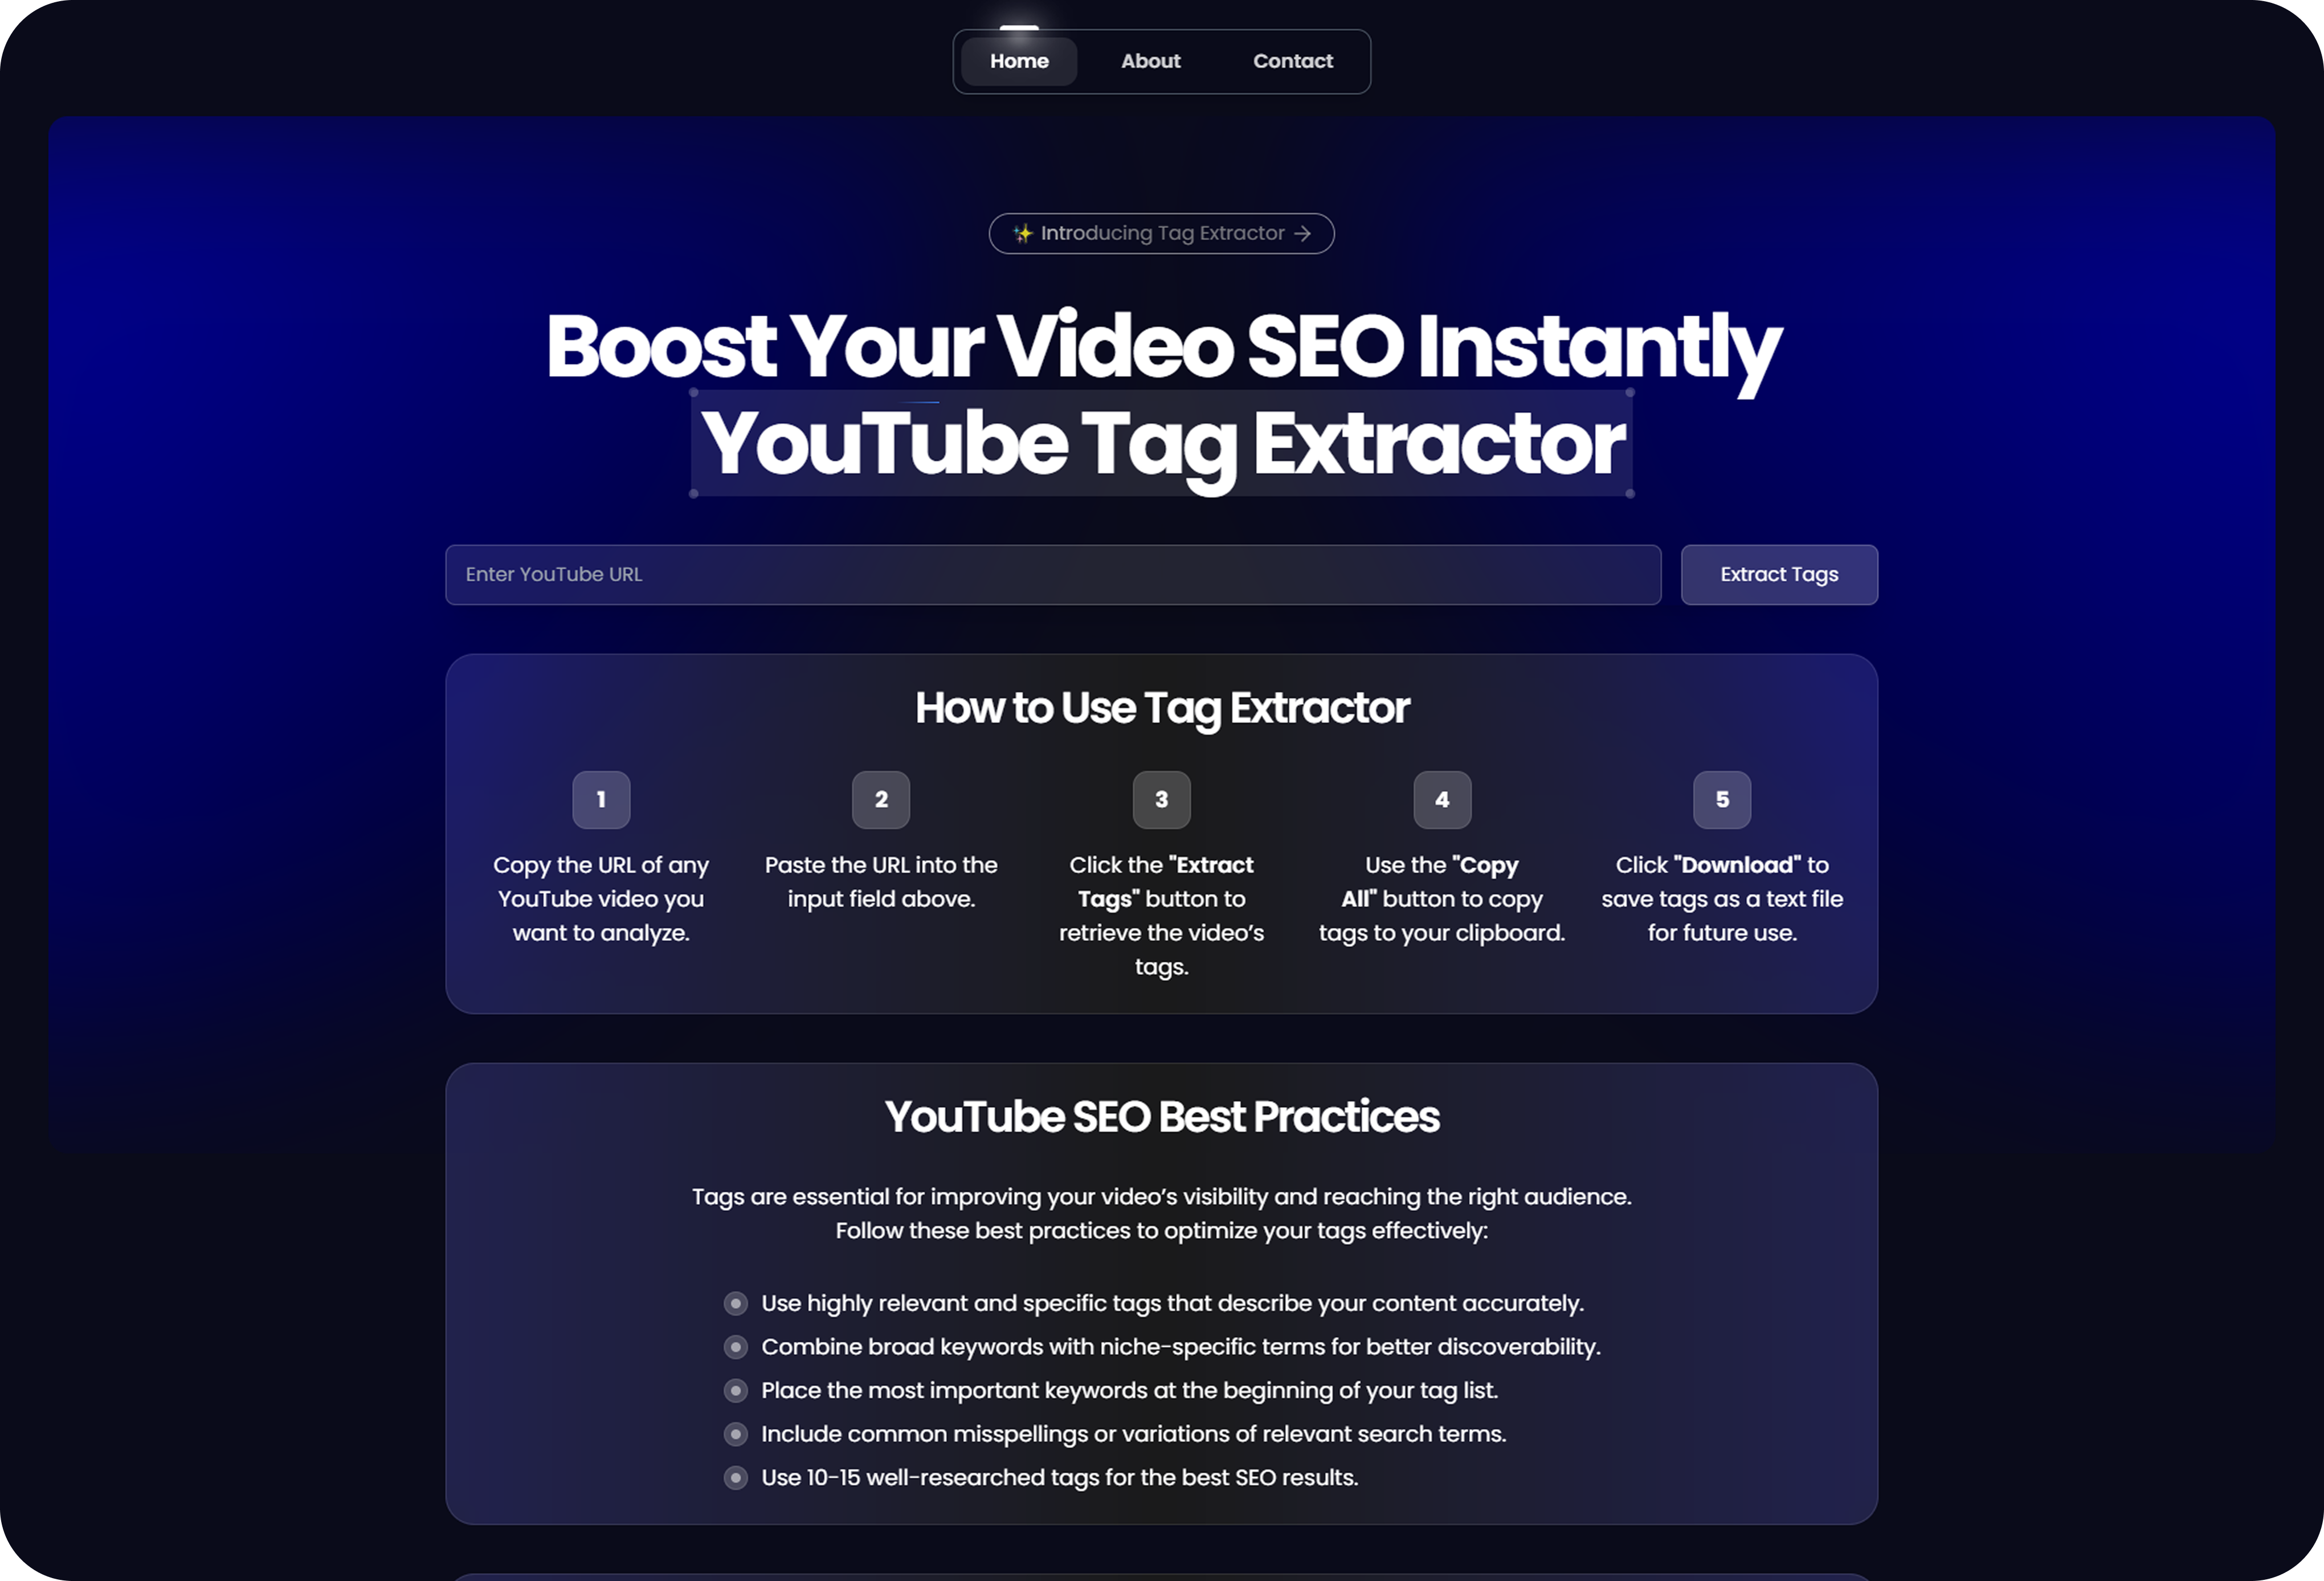 Home
About
Contact
✨ Introducing Tag Extractor →
Boost Your Video SEO Instantly
YouTube Tag Extractor
Enter YouTube URL
Extract Tags
How to Use Tag Extractor
1
Copy the URL of any
YouTube video you
want to analyze.
2
Paste the URL into the
input field above.
3
Click the "Extract
Tags" button to
retrieve the video’s
tags.
4
Use the "Copy
All" button to copy
tags to your clipboard.
5
Click "Download" to
save tags as a text file
for future use.
YouTube SEO Best Practices
Tags are essential for improving your video’s visibility and reaching the right audience.
Follow these best practices to optimize your tags effectively:
Use highly relevant and specific tags that describe your content accurately.
Combine broad keywords with niche-specific terms for better discoverability.
Place the most important keywords at the beginning of your tag list.
Include common misspellings or variations of relevant search terms.
Use 10-15 well-researched tags for the best SEO results.